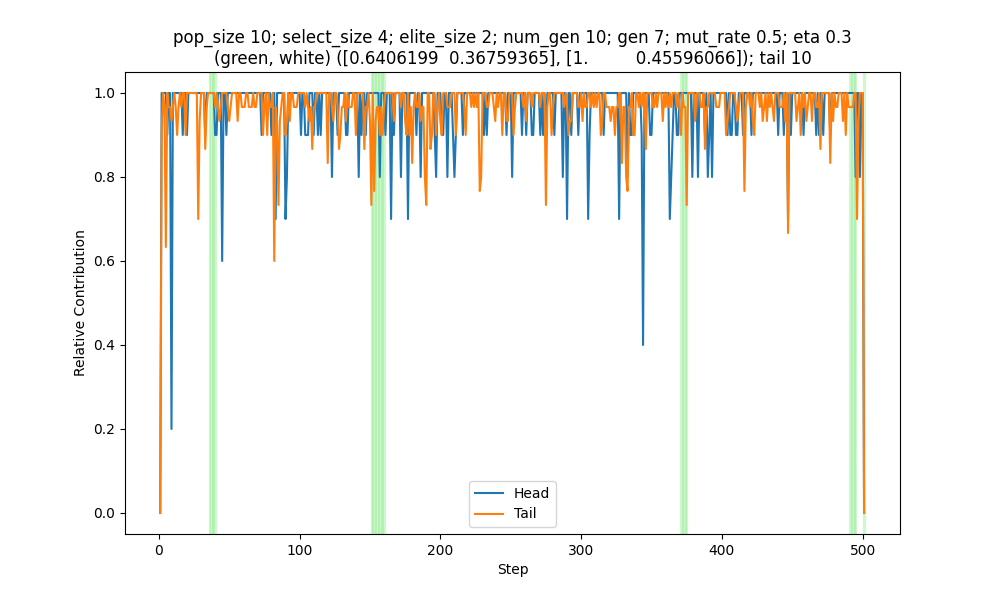 pop_size 10; select_size 4; elite_size 2; num_gen 10; gen 7; mut_rate 0.5; eta 0.3
(green, white) ([0.6406199  0.36759365], [1.         0.45596066]); tail 10
1.0
0.8
0.6
0.4
0.2
0.0
Relative Contribution
Head
Tail
0 100 200 300 400 500
Step